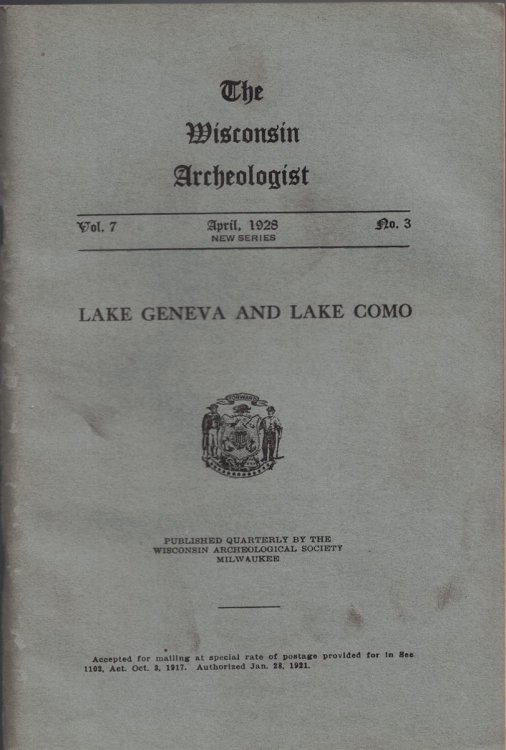 The
Wisconsin
Archeologist
Vol. 7 April, 1928 No. 3
NEW SERIES
LAKE GENEVA AND LAKE COMO
FORWARD
PUBLISHED QUARTERLY BY THE
WISCONSIN ARCHEOLOGICAL SOCIETY
MILWAUKEE
Accepted for mailing at special rate of postage provided for in Sec
1102, Act. Oct. 3, 1917. Authorized Jan. 28, 1921.